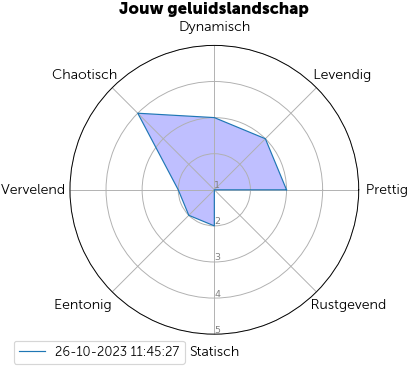 Jouw geluidslandschap
Dynamisch
Chaotisch
Levendig
Vervelend
1
Prettig
2
3
Eentonig
4
Rustgevend
5
26-10-2023 11:45:27
Statisch